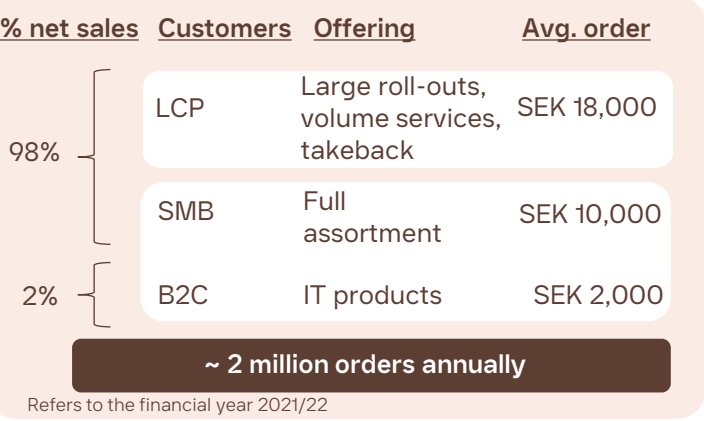 % net sales Customers Offering Avg. order
98%
LCP
Large roll-outs,
volume services,
takeback
SEK 18,000
SMB
Full
assortment
SEK 10,000
2%
B2C
IT products
SEK 2,000
~ 2 million orders annually
Refers to the financial year 2021/22